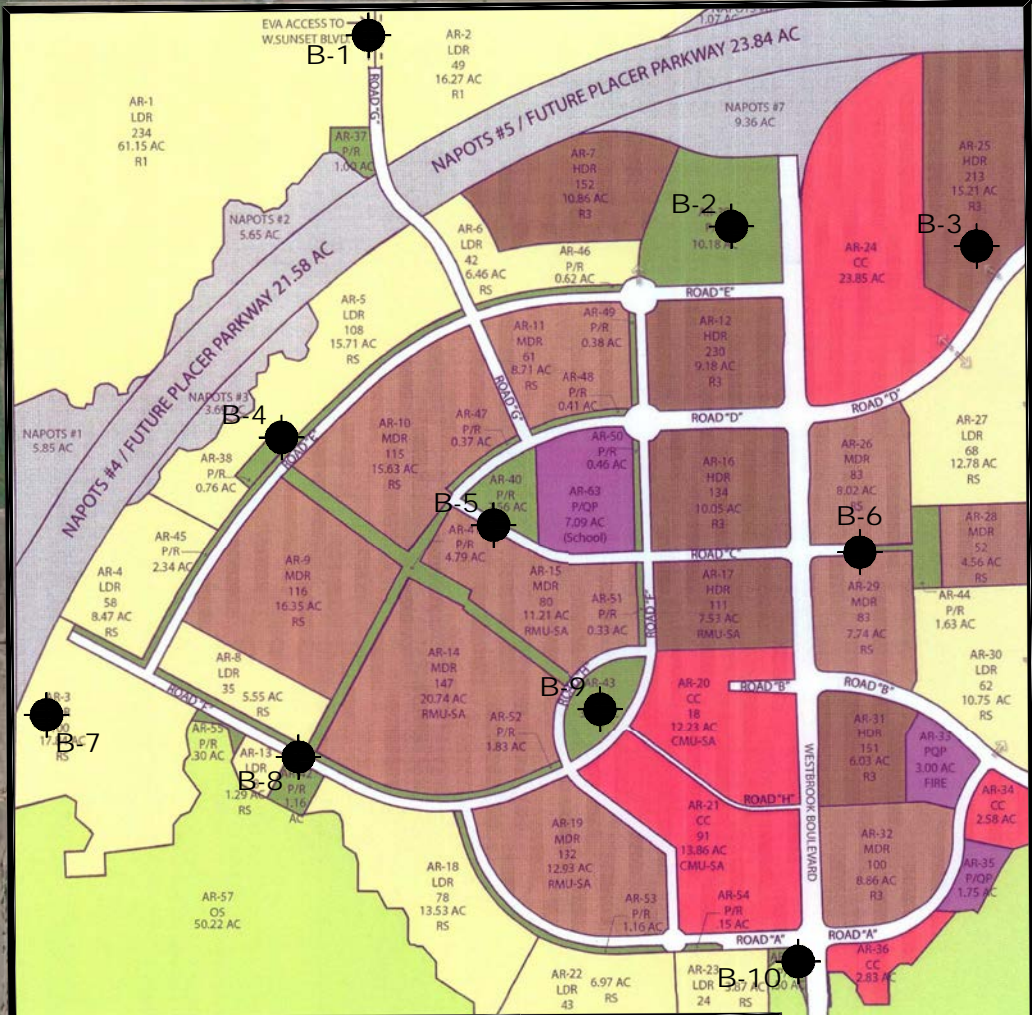 EVA ACCESS TO
W.SUNSET BLVD
B-1
ROAD "G"
AR-2
LDR
49
16.27 AC
R1
1.07 AC
NAPOTS #5 / FUTURE PLACER PARKWAY 23.84 AC
NAPOTS #7
9.36 AC
AR-1
LDR
234
61.15 AC
R1
AR-37
P/R
1.00 AC
AR-7
HDR
152
10.86 AC
R3
B-2
10.18 AC
AR-25
HDR
213
15.21 AC
R3
B-3
AR-24
CC
23.85 AC
NAPOTS #2
5.65 AC
AR-6
LDR
42
6.46 AC
RS
AR-46
P/R
0.62 AC
ROAD "E"
AR-5
LDR
108
15.71 AC
RS
AR-11
MDR
61
8.71 AC
RS
AR-49
P/R
0.38 AC
AR-48
P/R
0.41 AC
AR-12
HDR
230
9.18 AC
R3
ROAD "G"
NAPOTS #4 / FUTURE PLACER PARKWAY 21.58 AC
NAPOTS #3
B-4
NAPOTS #1
5.85 AC
AR-10
MDR
115
15.63 AC
RS
AR-47
P/R
0.37 AC
ROAD "D"
ROAD "D"
AR-27
LDR
68
12.78 AC
RS
ROAD "E"
AR-38
P/R
0.76 AC
AR-40
P/R
AR-50
P/R
0.46 AC
AR-63
P/QP
7.09 AC
(School)
AR-16
HDR
134
10.05 AC
R3
AR-26
MDR
83
8.02 AC
RS
B-5
B-6
AR-28
MDR
52
4.56 AC
RS
AR-45
P/R
2.34 AC
P/R
4.79 AC
ROAD "C"
AR-4
LDR
58
8.47 AC
RS
AR-9
MDR
116
16.35 AC
RS
AR-15
MDR
80
11.21 AC
RMU-SA
AR-51
P/R
0.33 AC
ROAD "F"
AR-17
HDR
111
7.53 AC
RMU-SA
AR-29
MDR
83
7.74 AC
RS
AR-44
P/R
1.63 AC
AR-8
LDR
35
5.55 AC
RS
AR-14
MDR
147
20.74 AC
RMU-SA
AR-52
P/R
1.83 AC
B-9
AR-43
AR-20
CC
18
12.23 AC
CMU-SA
ROAD "B"
ROAD "B"
AR-30
LDR
62
10.75 AC
RS
AR-3
RS
B-7
ROAD "F"
AR-55
P/R
.30 AC
AR-13
LDR
1.29 AC
RS
B-8
P/R
1.16
AC
WESTBROOK BOULEVARD
AR-31
HDR
151
6.03 AC
R3
AR-33
PQP
3.00 AC
FIRE
ROAD "H"
AR-21
CC
91
13.86 AC
CMU-SA
AR-34
CC
2.58 AC
AR-19
MDR
132
12.93 AC
RMU-SA
AR-32
MDR
100
8.66 AC
R3
AR-35
P/QP
1.75 AC
AR-57
OS
50.22 AC
AR-18
LDR
78
13.53 AC
RS
AR-53
P/R
1.16 AC
AR-54
P/R
.15 AC
ROAD "A"
ROAD "A"
AR-36
CC
2.83 AC
AR-22
LDR
43
6.97 AC
RS
AR-23
LDR
24
RS
B-10